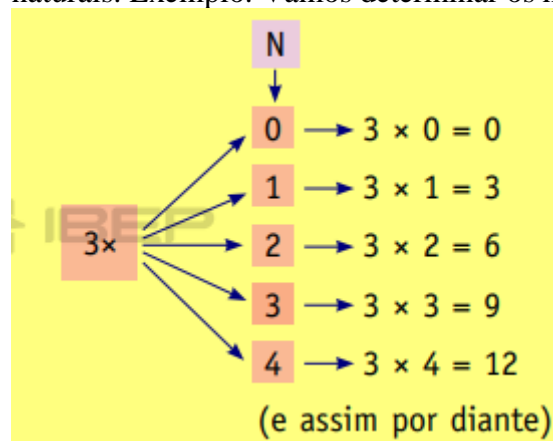 naturais. Exemplo: Vamos determinar os
N
0 → 3 × 0 = 0
1 → 3 × 1 = 3
3× 2 → 3 × 2 = 6
3 → 3 × 3 = 9
4 → 3 × 4 = 12
(e assim por diante)
IBEP